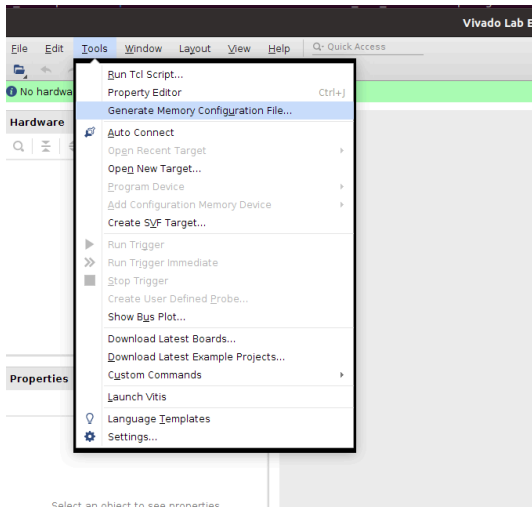 Vivado Lab E
File Edit Tools Window Layout View Help Q- Quick Access
No hardwa
Hardware
Run Tcl Script...
Property Editor Ctrl+J
Generate Memory Configuration File...
Auto Connect
Open Recent Target
Open New Target...
Program Device
Add Configuration Memory Device
Create SVF Target...
Run Trigger
Run Trigger Immediate
Stop Trigger
Create User Defined Probe...
Show Bus Plot...
Download Latest Boards...
Download Latest Example Projects...
Custom Commands
Launch Vitis
Language Templates
Settings...
Properties
Select an object to see properties